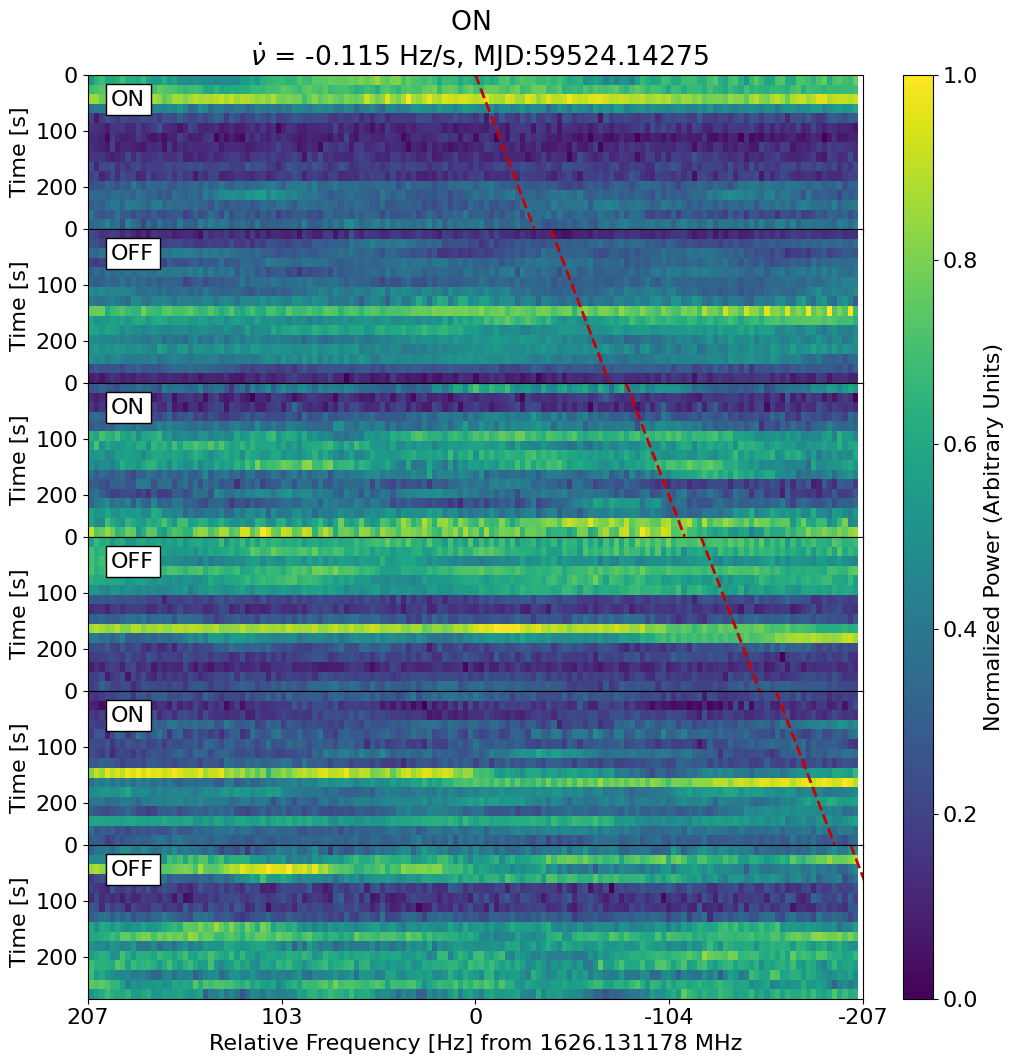 ON
ν̇ = -0.115 Hz/s, MJD:59524.14275
0
ON
100
Time [s]
200
0
OFF
100
Time [s]
200
0
ON
100
Time [s]
200
0
OFF
100
Time [s]
200
0
ON
100
Time [s]
200
0
OFF
100
Time [s]
200
207 103 0 -104 -207
Relative Frequency [Hz] from 1626.131178 MHz
1.0
0.8
0.6
0.4
0.2
0.0
Normalized Power (Arbitrary Units)